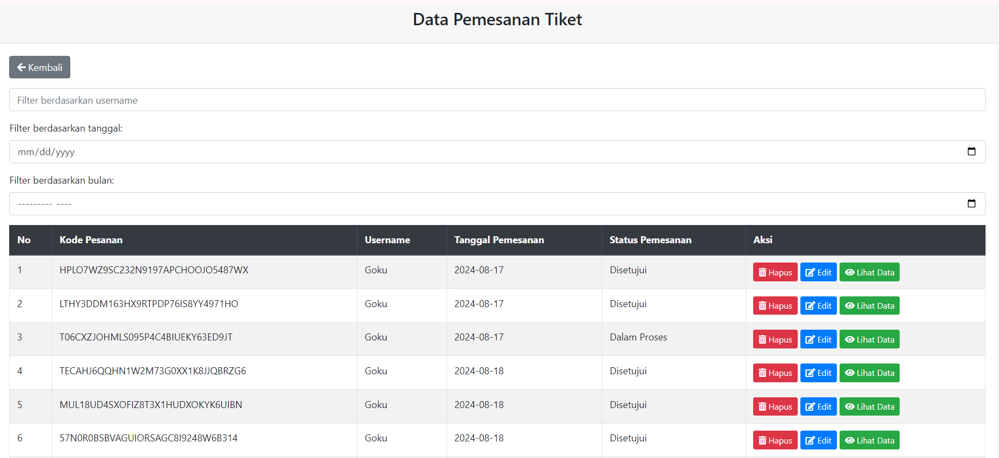 Data Pemesanan Tiket
Kembali
Filter berdasarkan username
Filter berdasarkan tanggal:
mm/dd/yyyy
Filter berdasarkan bulan:
--------- ----
No Kode Pesanan Username Tanggal Pemesanan Status Pemesanan Aksi
1 HPLO7WZ9SC232N9197APCHOOJO5487WX Goku 2024-08-17 Disetujui Hapus Edit Lihat Data
2 LTHY3DDM163HX9RTPDP76IS8YY4971HO Goku 2024-08-17 Disetujui Hapus Edit Lihat Data
3 T06CXZJOHMLS095P4C4BIUEKY63ED9JT Goku 2024-08-17 Dalam Proses Hapus Edit Lihat Data
4 TECAHJ6QQHN1W2M73G0XX1K8JJQBRZG6 Goku 2024-08-18 Disetujui Hapus Edit Lihat Data
5 MUL18UD4SXOFIZ8T3X1HUDXOKYK6UIBN Goku 2024-08-18 Disetujui Hapus Edit Lihat Data
6 57N0R0BSBVAGUIORSAGC8I9248W6B314 Goku 2024-08-18 Disetujui Hapus Edit Lihat Data